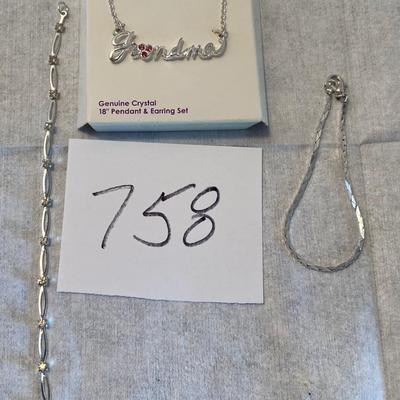 Grandma
Genuine Crystal
18" Pendant & Earring Set
758